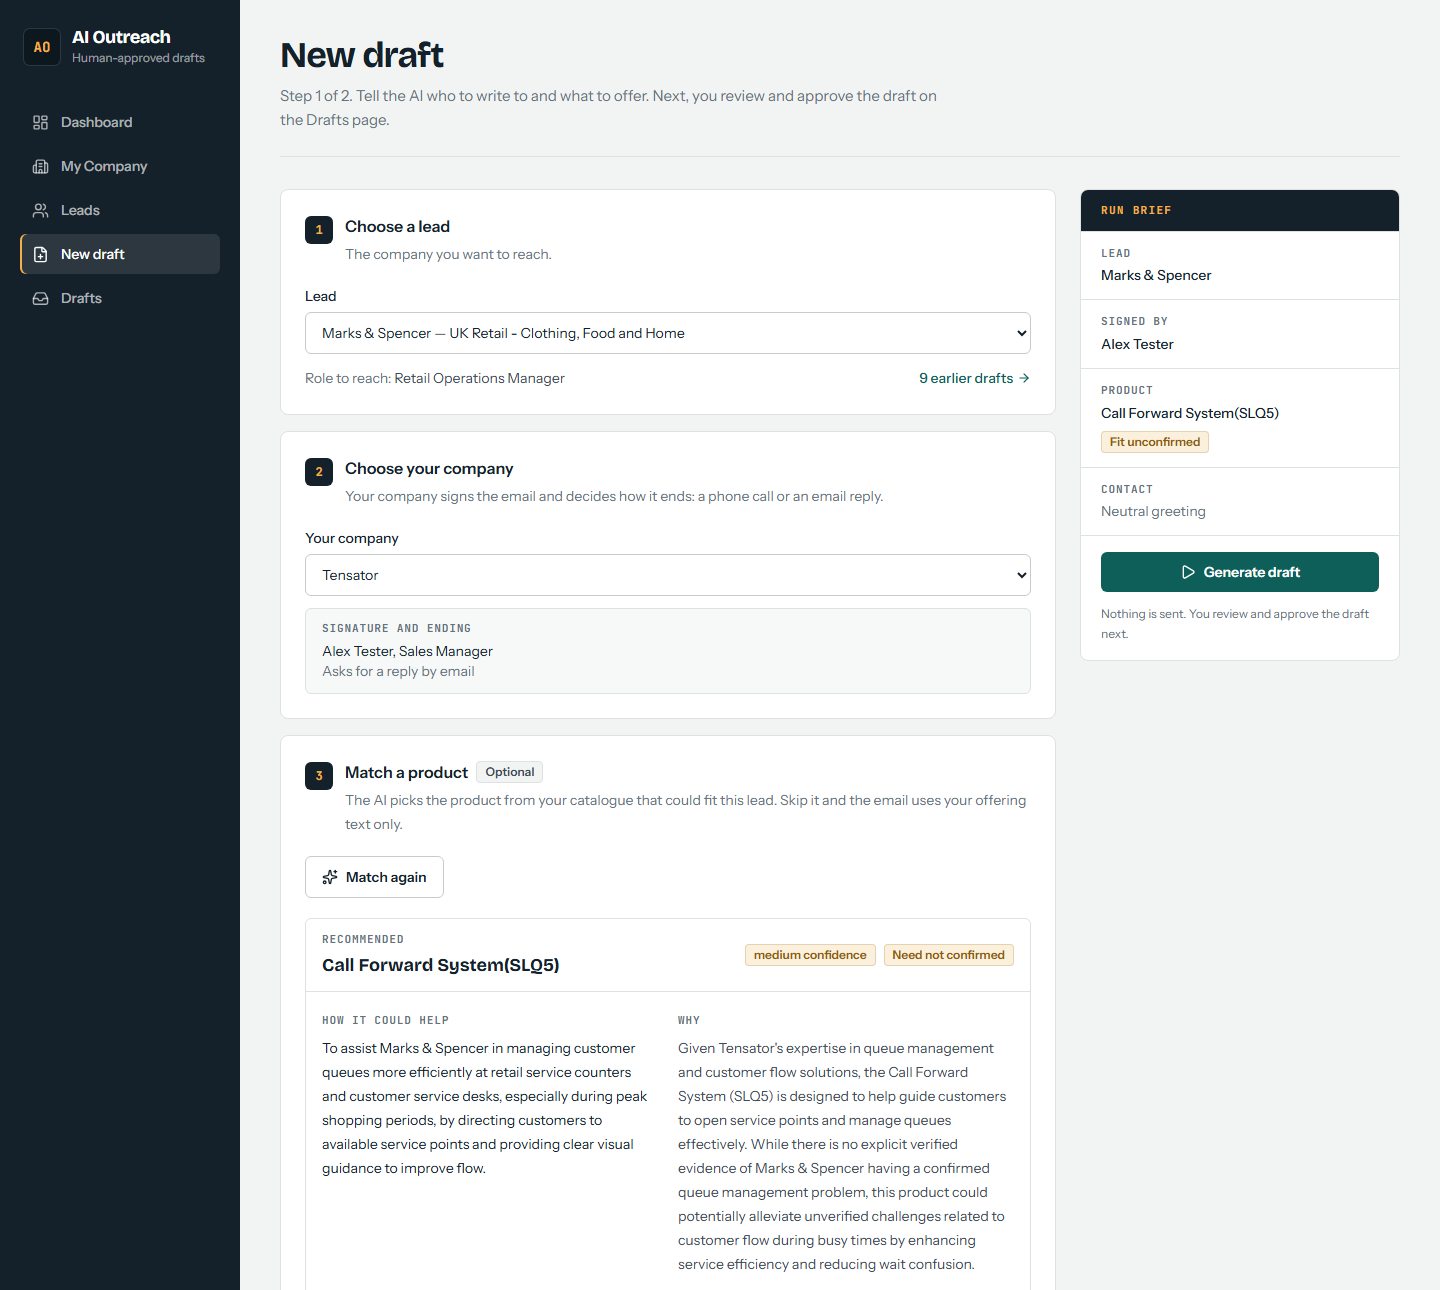 AO
AI Outreach
Human-approved drafts
Dashboard
My Company
Leads
New draft
Drafts
New draft
Step 1 of 2. Tell the AI who to write to and what to offer. Next, you review and approve the draft on
the Drafts page.
1
Choose a lead
The company you want to reach.
Lead
Marks & Spencer — UK Retail - Clothing, Food and Home
Role to reach: Retail Operations Manager
9 earlier drafts →
2
Choose your company
Your company signs the email and decides how it ends: a phone call or an email reply.
Your company
Tensator
SIGNATURE AND ENDING
Alex Tester, Sales Manager
Asks for a reply by email
3
Match a product
Optional
The AI picks the product from your catalogue that could fit this lead. Skip it and the email uses your offering
text only.
Match again
RECOMMENDED
Call Forward System(SLQ5)
medium confidence
Need not confirmed
HOW IT COULD HELP
To assist Marks & Spencer in managing customer
queues more efficiently at retail service counters
and customer service desks, especially during peak
shopping periods, by directing customers to
available service points and providing clear visual
guidance to improve flow.
WHY
Given Tensator's expertise in queue management
and customer flow solutions, the Call Forward
System (SLQ5) is designed to help guide customers
to open service points and manage queues
effectively. While there is no explicit verified
evidence of Marks & Spencer having a confirmed
queue management problem, this product could
potentially alleviate unverified challenges related to
customer flow during busy times by enhancing
service efficiency and reducing wait confusion.
RUN BRIEF
LEAD
Marks & Spencer
SIGNED BY
Alex Tester
PRODUCT
Call Forward System(SLQ5)
Fit unconfirmed
CONTACT
Neutral greeting
Generate draft
Nothing is sent. You review and approve the draft
next.